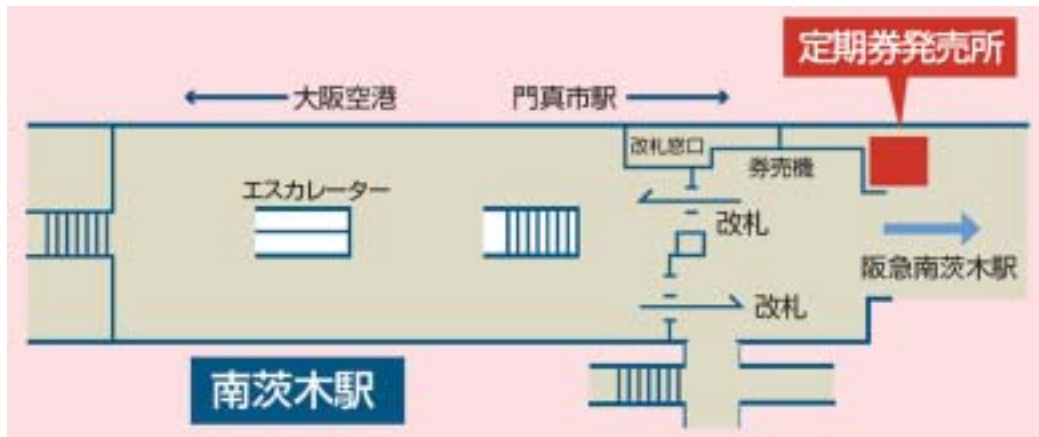 定期券発売所
大阪空港
門真市駅
改札窓口
券売機
エスカレーター
改札
阪急南茨木駅
改札
南茨木駅